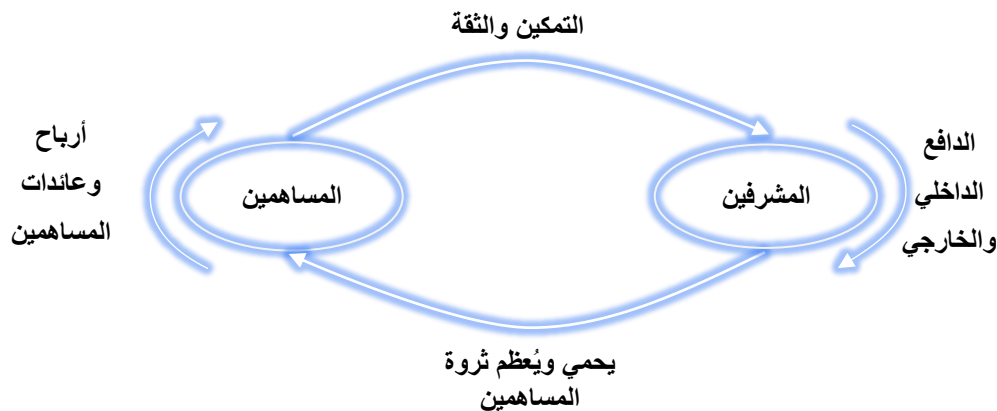 التمكين والثقة
الدافع
الداخلي
والخارجي
المشرفين
المساهمين
أرباح
وعائدات
المساهمين
يحمي ويُعظم ثروة
المساهمين